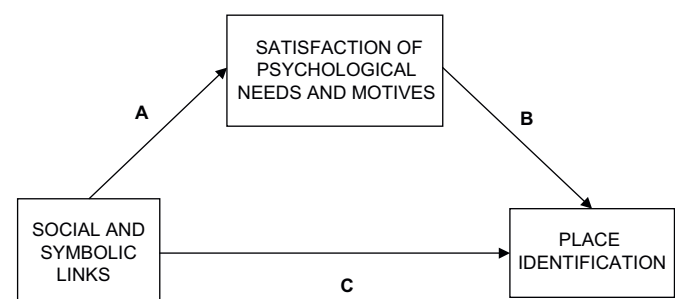 SATISFACTION OF
PSYCHOLOGICAL
NEEDS AND MOTIVES
A
B
SOCIAL AND
SYMBOLIC
LINKS
PLACE
IDENTIFICATION
C